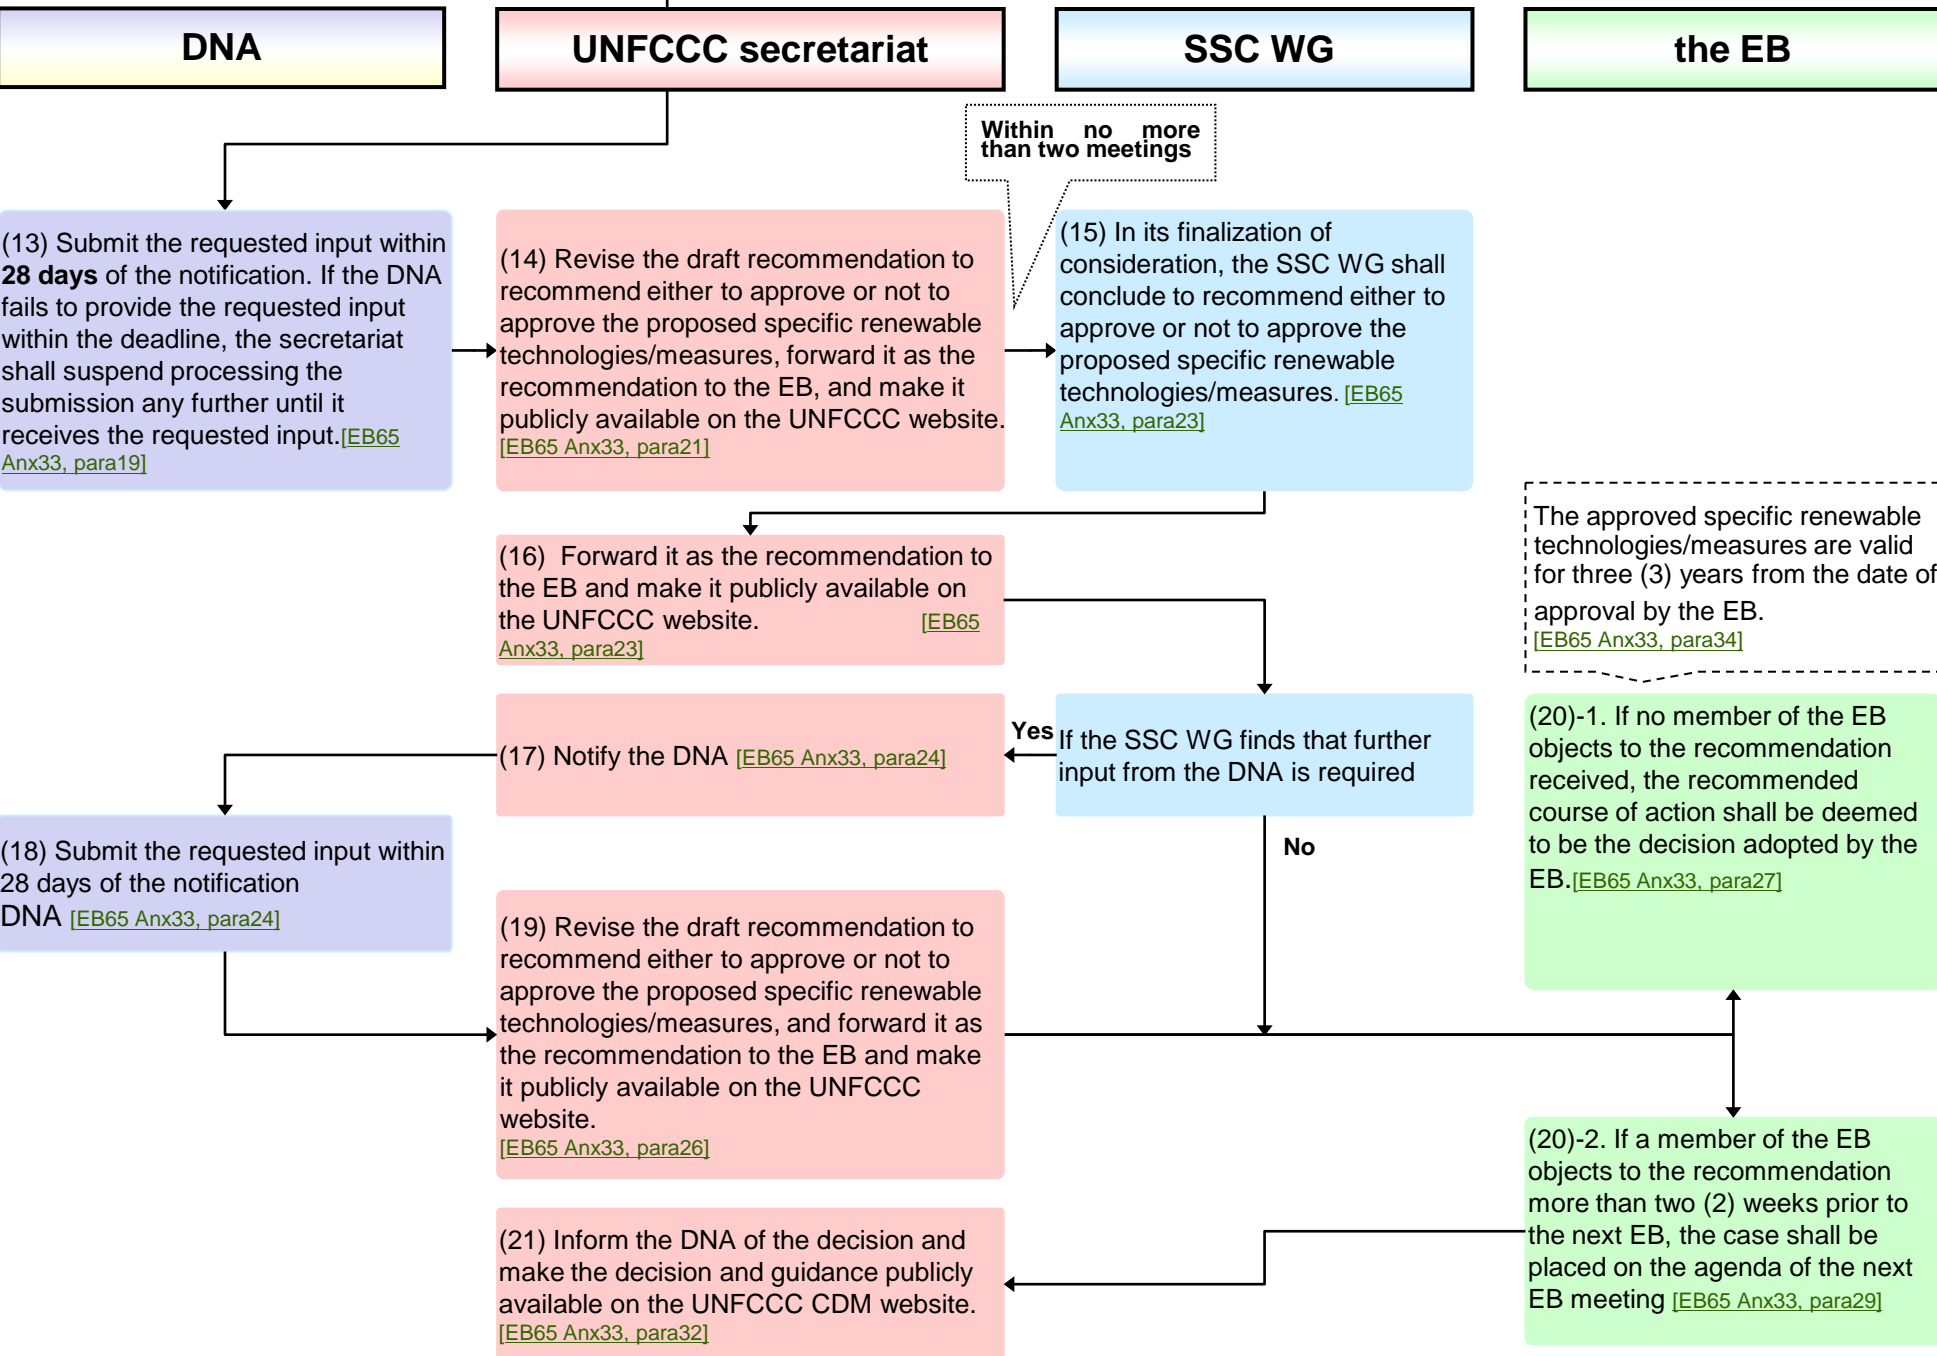 DNA
UNFCCC secretariat
SSC WG
the EB
Within no more
than two meetings
(13) Submit the requested input within
28 days of the notification. If the DNA
fails to provide the requested input
within the deadline, the secretariat
shall suspend processing the
submission any further until it
receives the requested input.[EB65
Anx33, para19]
(14) Revise the draft recommendation to
recommend either to approve or not to
approve the proposed specific renewable
technologies/measures, forward it as the
recommendation to the EB, and make it
publicly available on the UNFCCC website.
[EB65 Anx33, para21]
(15) In its finalization of
consideration, the SSC WG shall
conclude to recommend either to
approve or not to approve the
proposed specific renewable
technologies/measures. [EB65
Anx33, para23]
(16) Forward it as the recommendation to
the EB and make it publicly available on
the UNFCCC website. [EB65
Anx33, para23]
The approved specific renewable
technologies/measures are valid
for three (3) years from the date of
approval by the EB.
[EB65 Anx33, para34]
(17) Notify the DNA [EB65 Anx33, para24]
Yes
If the SSC WG finds that further
input from the DNA is required
No
(18) Submit the requested input within
28 days of the notification
DNA [EB65 Anx33, para24]
(19) Revise the draft recommendation to
recommend either to approve or not to
approve the proposed specific renewable
technologies/measures, and forward it as
the recommendation to the EB and make
it publicly available on the UNFCCC
website.
[EB65 Anx33, para26]
(20)-1. If no member of the EB
objects to the recommendation
received, the recommended
course of action shall be deemed
to be the decision adopted by the
EB.[EB65 Anx33, para27]
(20)-2. If a member of the EB
objects to the recommendation
more than two (2) weeks prior to
the next EB, the case shall be
placed on the agenda of the next
EB meeting [EB65 Anx33, para29]
(21) Inform the DNA of the decision and
make the decision and guidance publicly
available on the UNFCCC CDM website.
[EB65 Anx33, para32]